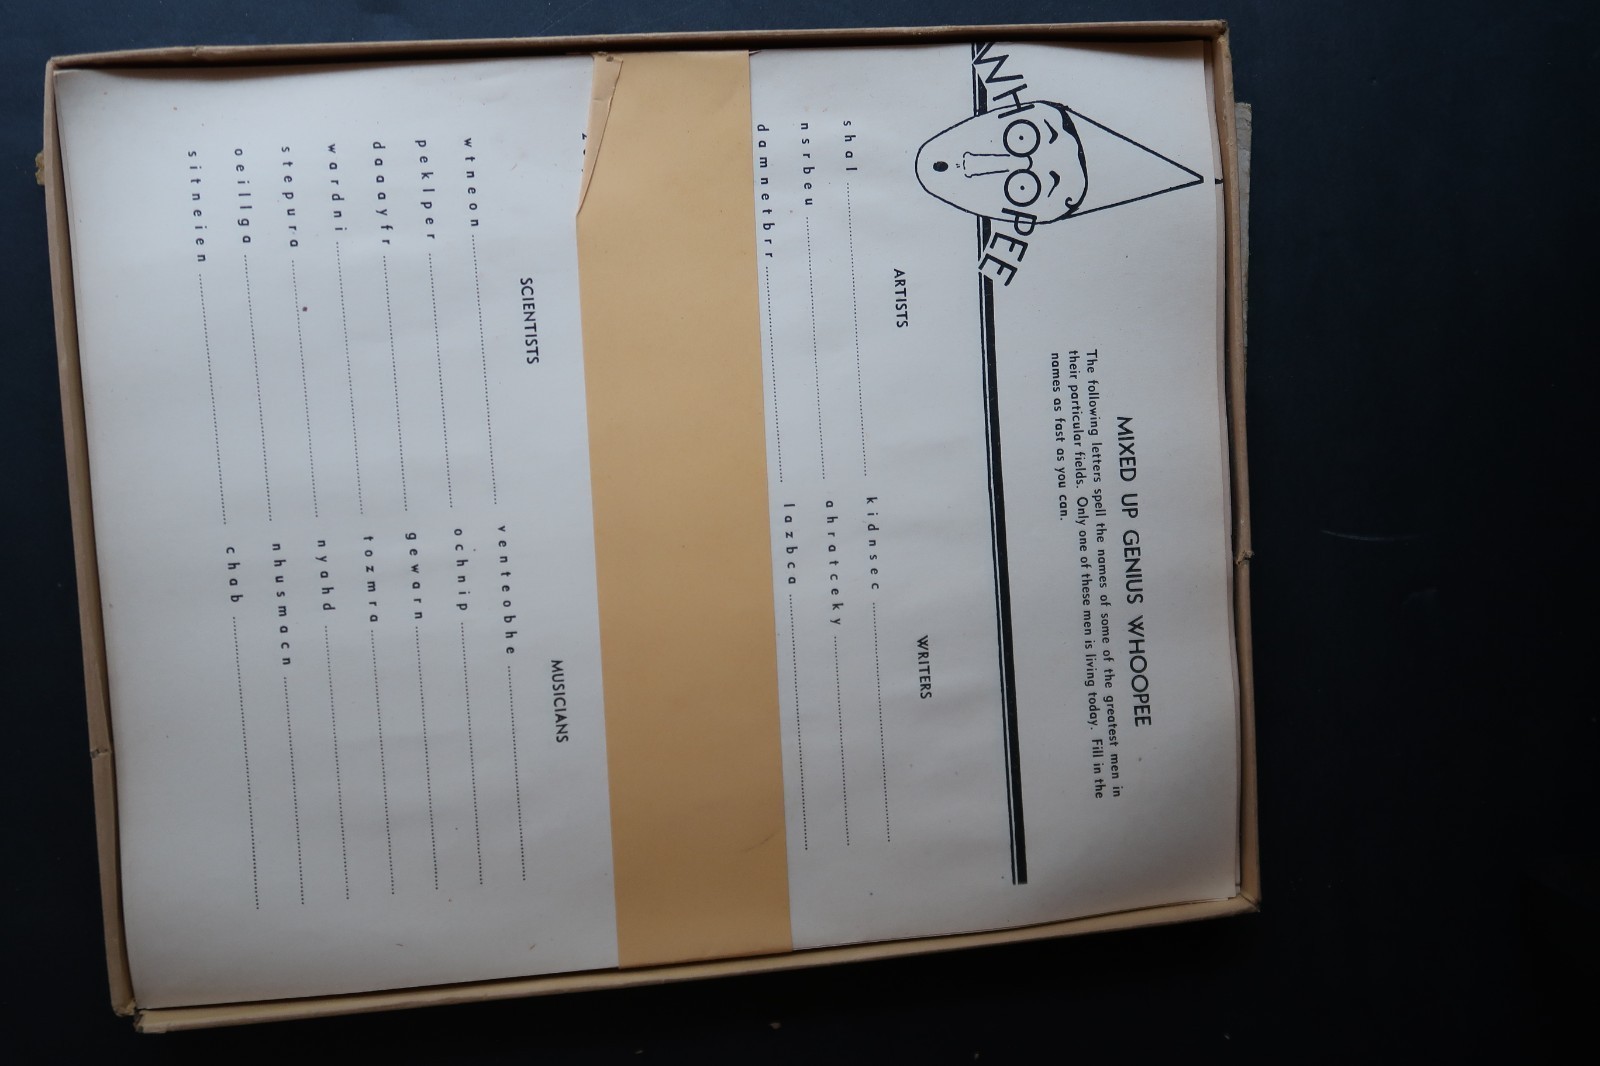 WHOOPEE
MIXED UP GENIUS WHOOPEE
The following letters spell the names of some of the greatest men in
their particular fields. Only one of these men is living today. Fill in the
names as fast as you can.
ARTISTS
shal
nsrbeu
damnetbrr
WRITERS
kidnsec
ahratceky
lazbca
SCIENTISTS
wtneon
peklper
daaayfr
wardni
stepura
oeillga
sitneien
MUSICIANS
venteobhe
ochnip
gewarn
tozmra
nyahd
nhusmacn
chab